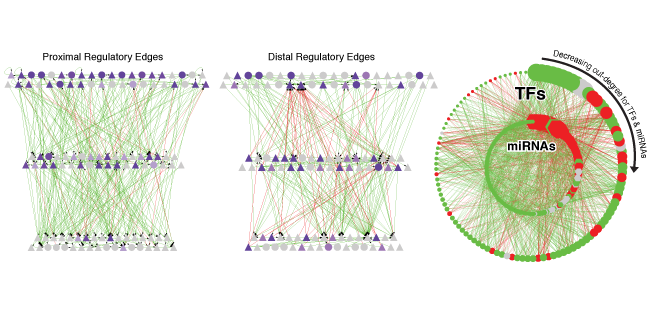 Proximal Regulatory Edges
Distal Regulatory Edges
Decreasing out-degree for TFs & miRNAs
TFs
miRNAs